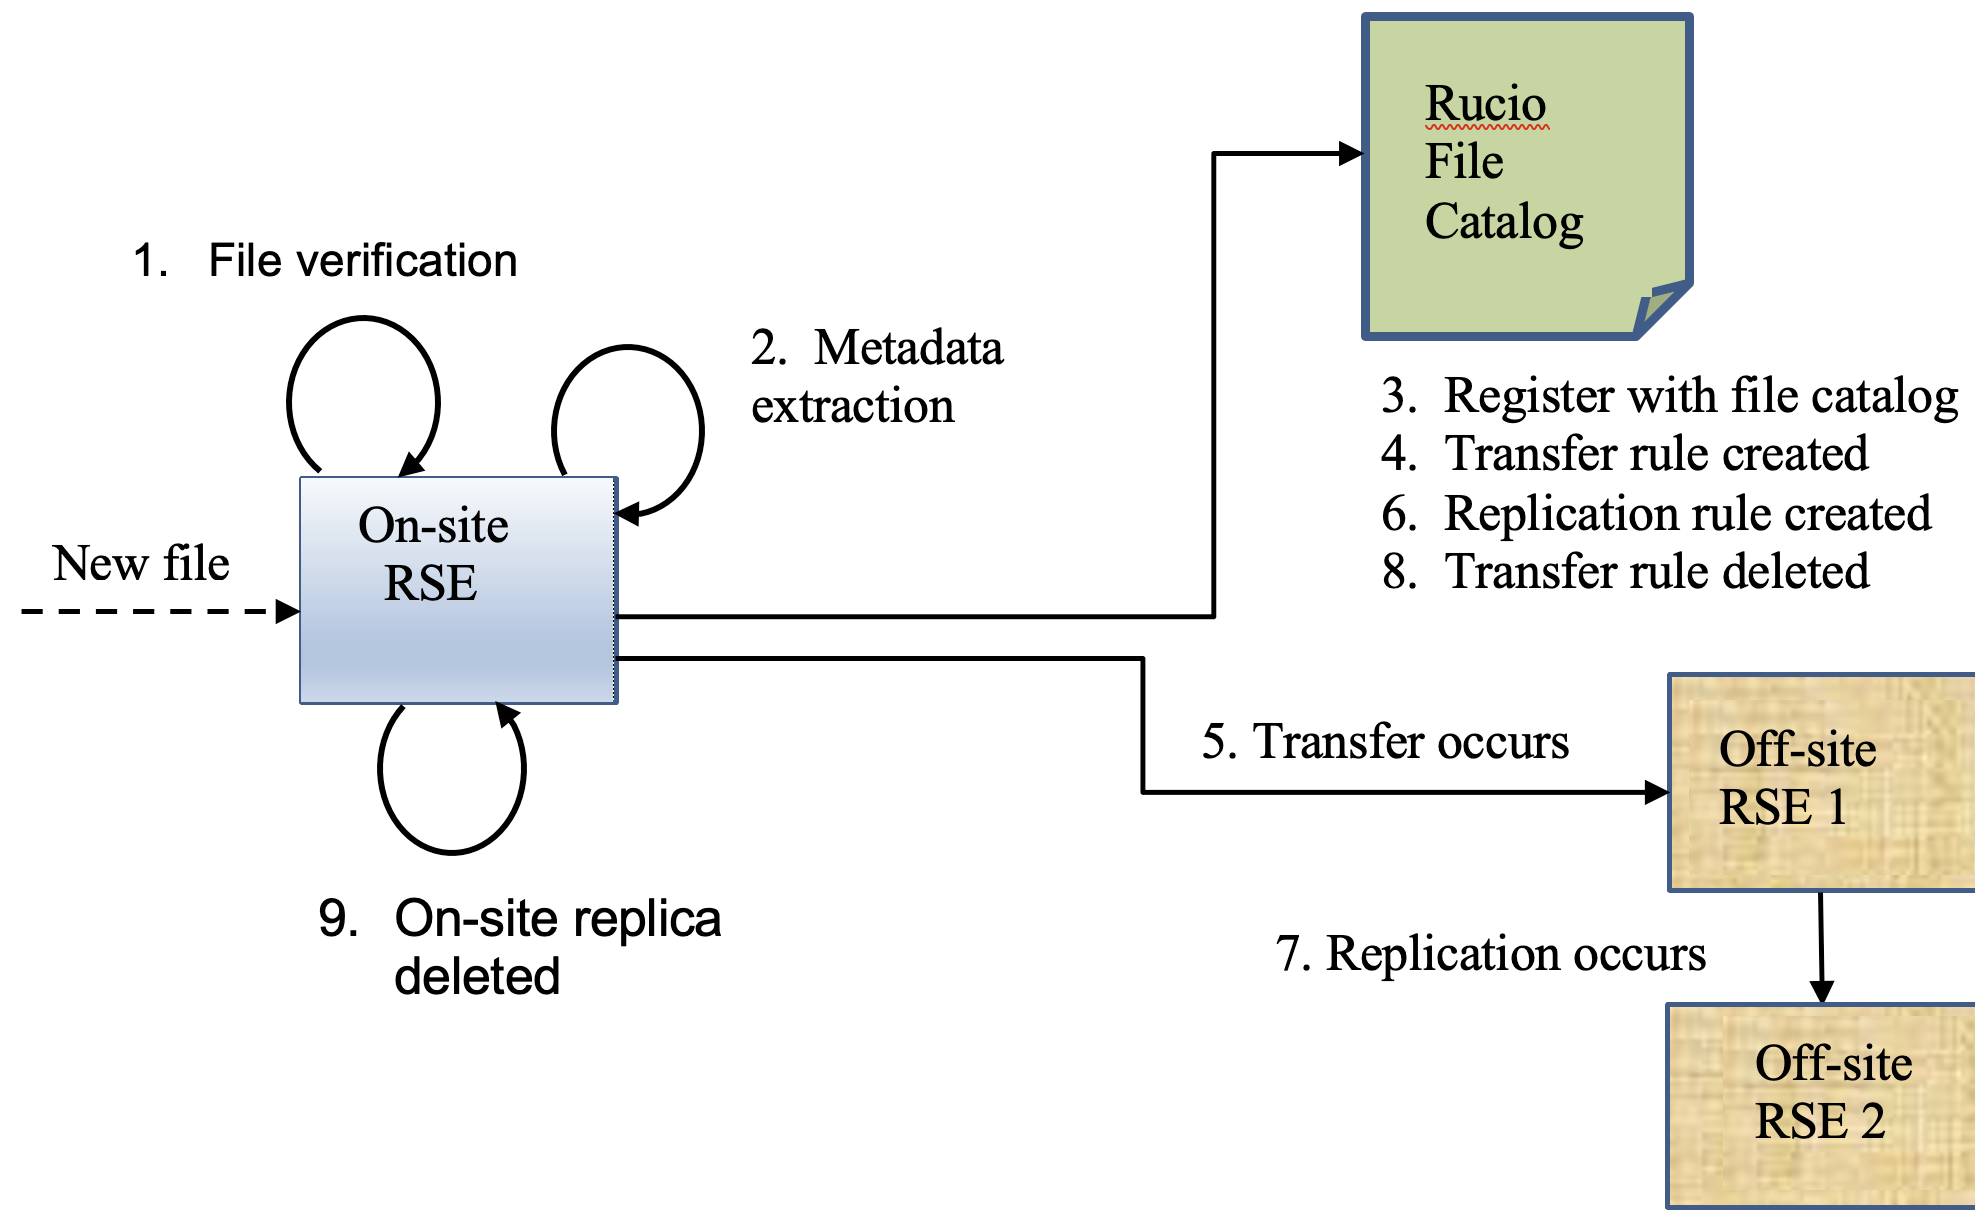 Rucio
File
Catalog
1. File verification
2. Metadata
extraction
3. Register with file catalog
4. Transfer rule created
6. Replication rule created
8. Transfer rule deleted
On-site
RSE
New file
5. Transfer occurs
Off-site
RSE 1
9. On-site replica
deleted
7. Replication occurs
Off-site
RSE 2